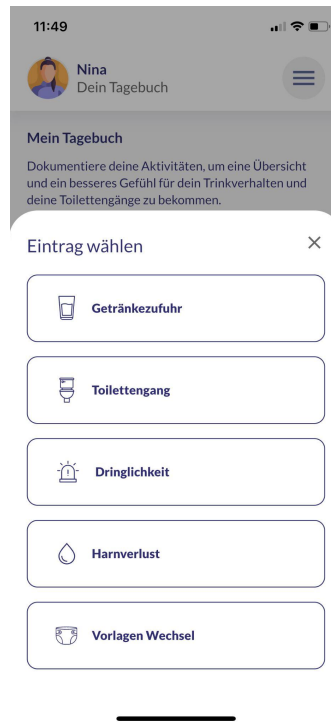 11:49
Nina
Dein Tagebuch
Mein Tagebuch
Dokumentiere deine Aktivitäten, um eine Übersicht
und ein besseres Gefühl für dein Trinkverhalten und
deine Toilettengänge zu bekommen.
Eintrag wählen
Getränkezufuhr
Toilettengang
Dringlichkeit
Harnverlust
Vorlagen Wechsel